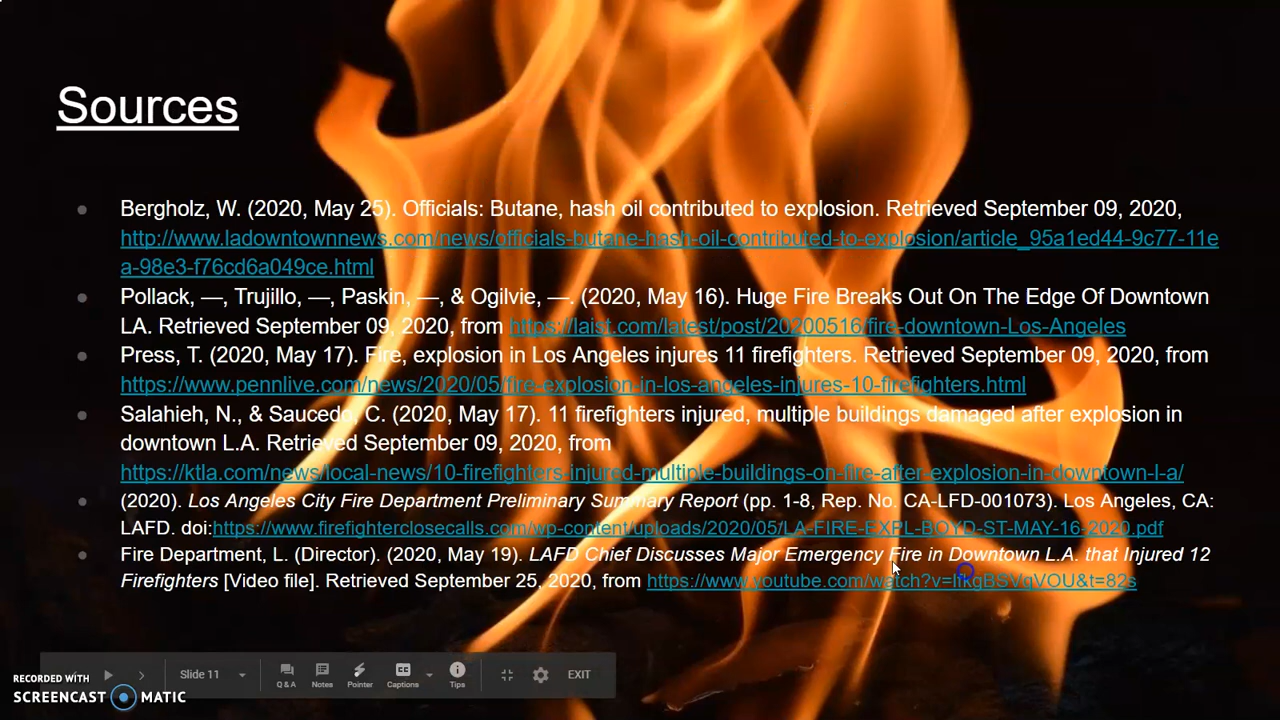 Sources
Bergholz, W. (2020, May 25). Officials: Butane, hash oil contributed to explosion. Retrieved September 09, 2020,
http://www.ladowntownnews.com/news/officials-butane-hash-oil-contributed-to-explosion/article_95a1ed44-9c77-11e
a-98e3-f76cd6a049ce.html
Pollack, —, Trujillo, —, Paskin, —, & Ogilvie, —. (2020, May 16). Huge Fire Breaks Out On The Edge Of Downtown
LA. Retrieved September 09, 2020, from https://laist.com/latest/post/20200516/fire-downtown-Los-Angeles
Press, T. (2020, May 17). Fire, explosion in Los Angeles injures 11 firefighters. Retrieved September 09, 2020, from
https://www.pennlive.com/news/2020/05/fire-explosion-in-los-angeles-injures-10-firefighters.html
Salahieh, N., & Saucedo, C. (2020, May 17). 11 firefighters injured, multiple buildings damaged after explosion in
downtown L.A. Retrieved September 09, 2020, from
https://ktla.com/news/local-news/10-firefighters-injured-multiple-buildings-on-fire-after-explosion-in-downtown-l-a/
(2020). Los Angeles City Fire Department Preliminary Summary Report (pp. 1-8, Rep. No. CA-LFD-001073). Los Angeles, CA:
LAFD. doi:https://www.firefighterclosecalls.com/wp-content/uploads/2020/05/LA-FIRE-EXPL-BOYD-ST-MAY-16-2020.pdf
Fire Department, L. (Director). (2020, May 19). LAFD Chief Discusses Major Emergency Fire in Downtown L.A. that Injured 12
Firefighters [Video file]. Retrieved September 25, 2020, from
Slide 11
Q & A
Notes
Pointer
Captions
Tips
EXIT
RECORDED WITH
SCREENCAST MATIC